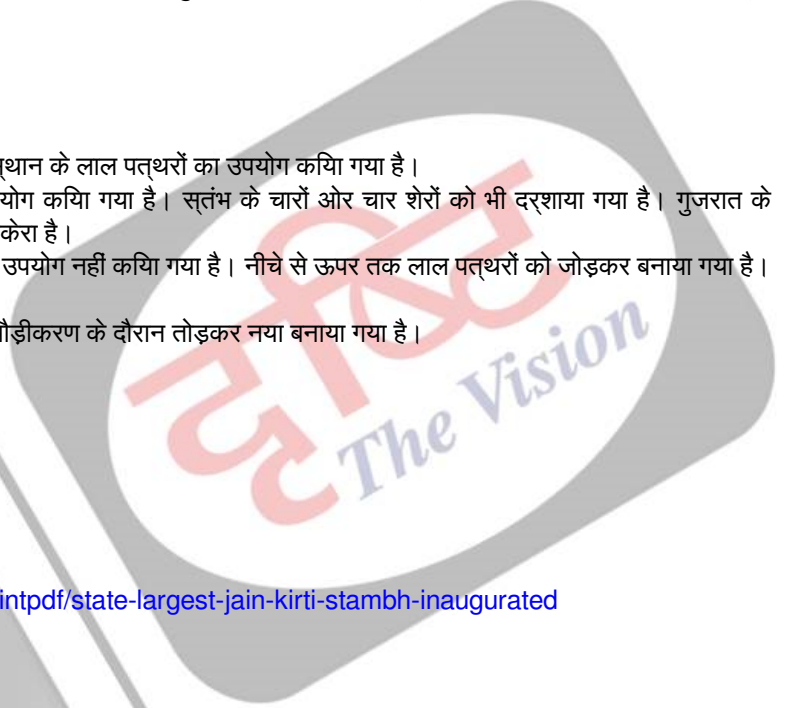 थान के लाल पत्थरों का उपयोग किया गया है।
योग किया गया है। स्तंभ के चारों ओर चार शेरों को भी दर्शाया गया है। गुजरात के
केरा है।
उपयोग नहीं किया गया है। नीचे से ऊपर तक लाल पत्थरों को जोड़कर बनाया गया है।
ौड़ीकरण के दौरान तोड़कर नया बनाया गया है।
दृष्टि
The Vision
intpdf/state-largest-jain-kirti-stambh-inaugurated